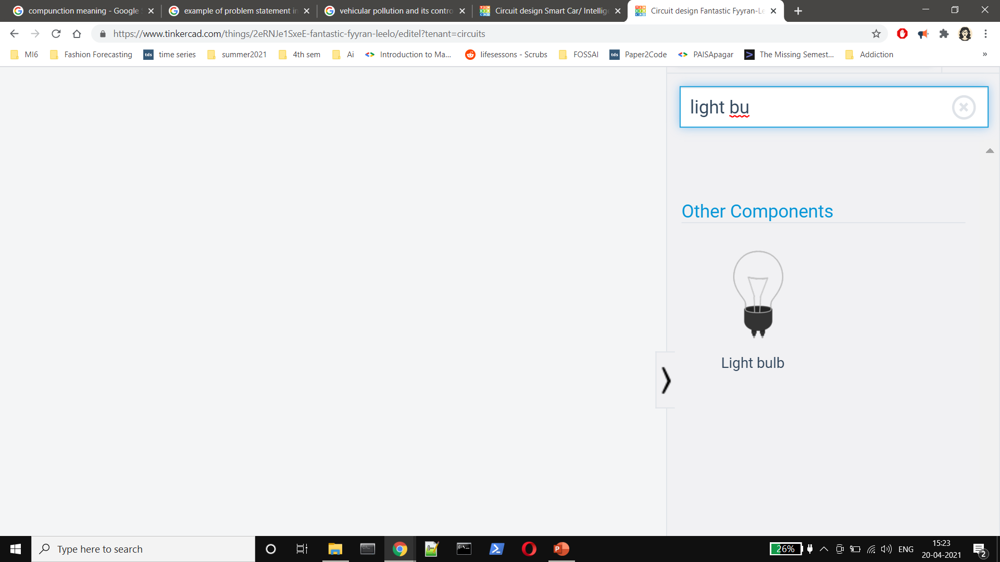 compunction meaning - Google
example of problem statement in
vehicular pollution and its contro
Circuit design Smart Car/ Intellig
Circuit design Fantastic Fyyran-Le
https://www.tinkercad.com/things/2eRNJe1SxeE-fantastic-fyyran-leelo/editel?tenant=circuits
MI6 Fashion Forecasting tds time series summer2021 4th sem Ai Introduction to Ma... lifesessons - Scrubs FOSSAI tds Paper2Code PAISApagar The Missing Semest... Addiction »
light bu
Other Components
Light bulb
Type here to search
26%
ENG
15:23
20-04-2021
2